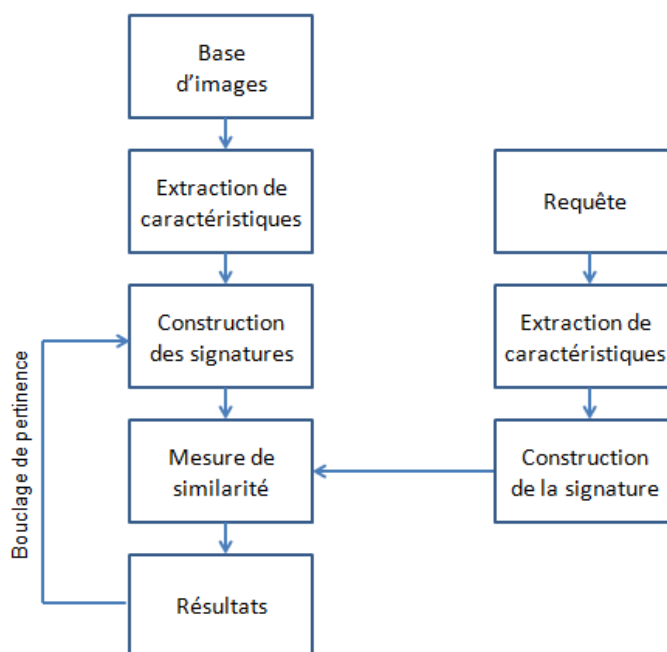 Base
d'images
Extraction de
caractéristiques
Requête
Construction
des signatures
Extraction de
caractéristiques
Mesure de
similarité
Construction
de la signature
Résultats
Bouclage de pertinence